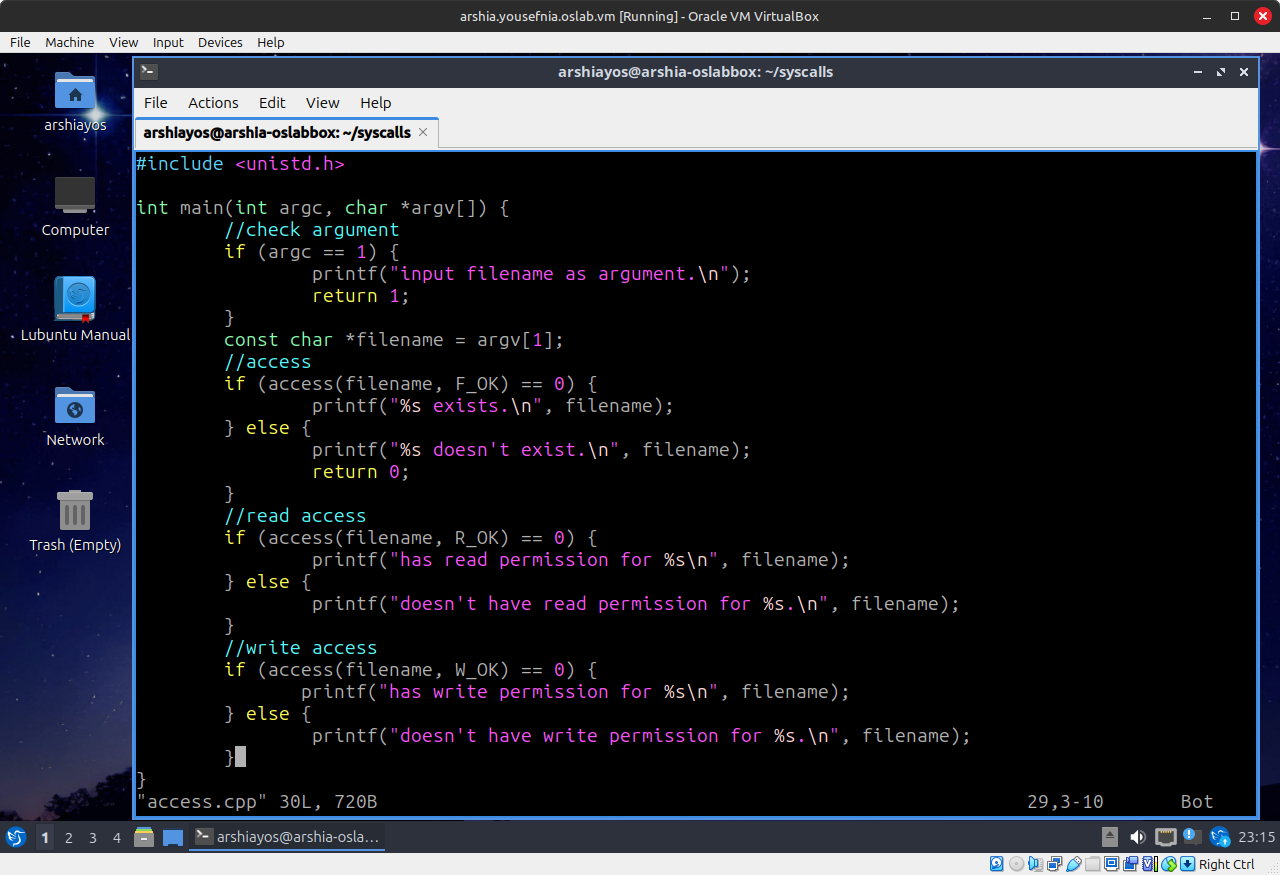 arshia.yousefnia.oslab.vm [Running] - Oracle VM VirtualBox
File Machine View Input Devices Help
arshiayos@arshia-oslabbox: ~/syscalls
File Actions Edit View Help
arshiayos@arshia-oslabbox: ~/syscalls
arshiayos
Computer
Lubuntu Manual
Network
Trash (Empty)
#include <unistd.h>
int main(int argc, char *argv[]) {
//check argument
if (argc == 1) {
printf("input filename as argument.\n");
return 1;
}
const char *filename = argv[1];
//access
if (access(filename, F_OK) == 0) {
printf("%s exists.\n", filename);
} else {
printf("%s doesn't exist.\n", filename);
return 0;
}
//read access
if (access(filename, R_OK) == 0) {
printf("has read permission for %s\n", filename);
} else {
printf("doesn't have read permission for %s.\n", filename);
}
//write access
if (access(filename, W_OK) == 0) {
printf("has write permission for %s\n", filename);
} else {
printf("doesn't have write permission for %s.\n", filename);
}
}
"access.cpp" 30L, 720B 29,3-10 Bot
1 2 3 4 arshiayos@arshia-osla... 23:15
Right Ctrl